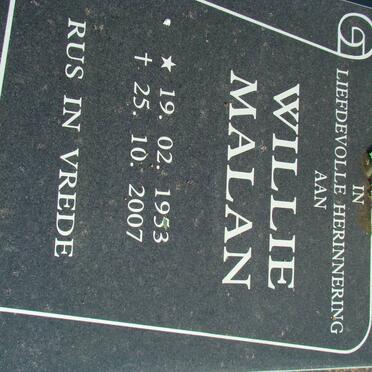 IN
LIEFDEVOLLE HERINNERING
AAN
WILLIE
MALAN
★ 19. 02. 1953
† 25. 10. 2007
RUS IN VREDE